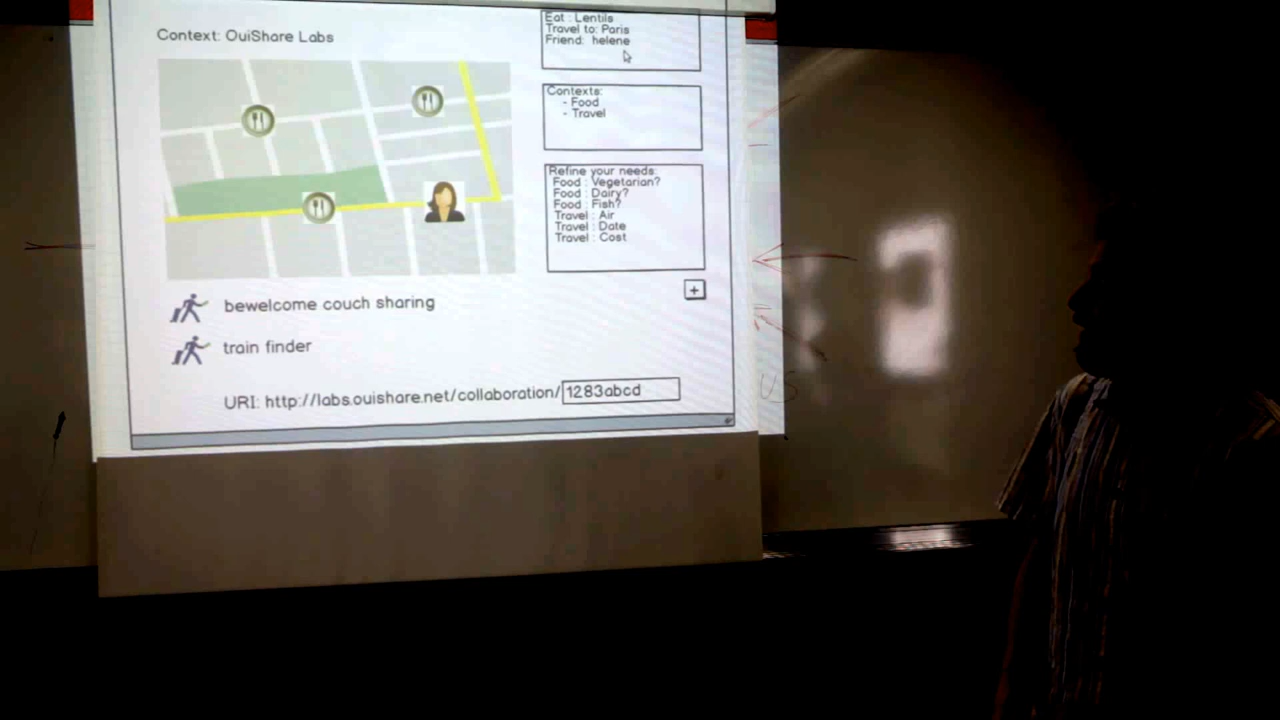 Context: OuiShare Labs
Eat : Lentils
Travel to: Paris
Friend: helene
Contexts:
- Food
- Travel
Refine your needs:
Food : Vegetarian?
Food : Dairy?
Food : Fish?
Travel : Air
Travel : Date
Travel : Cost
+
bewelcome couch sharing
train finder
URI: http://labs.ouishare.net/collaboration/ 1283abcd
US